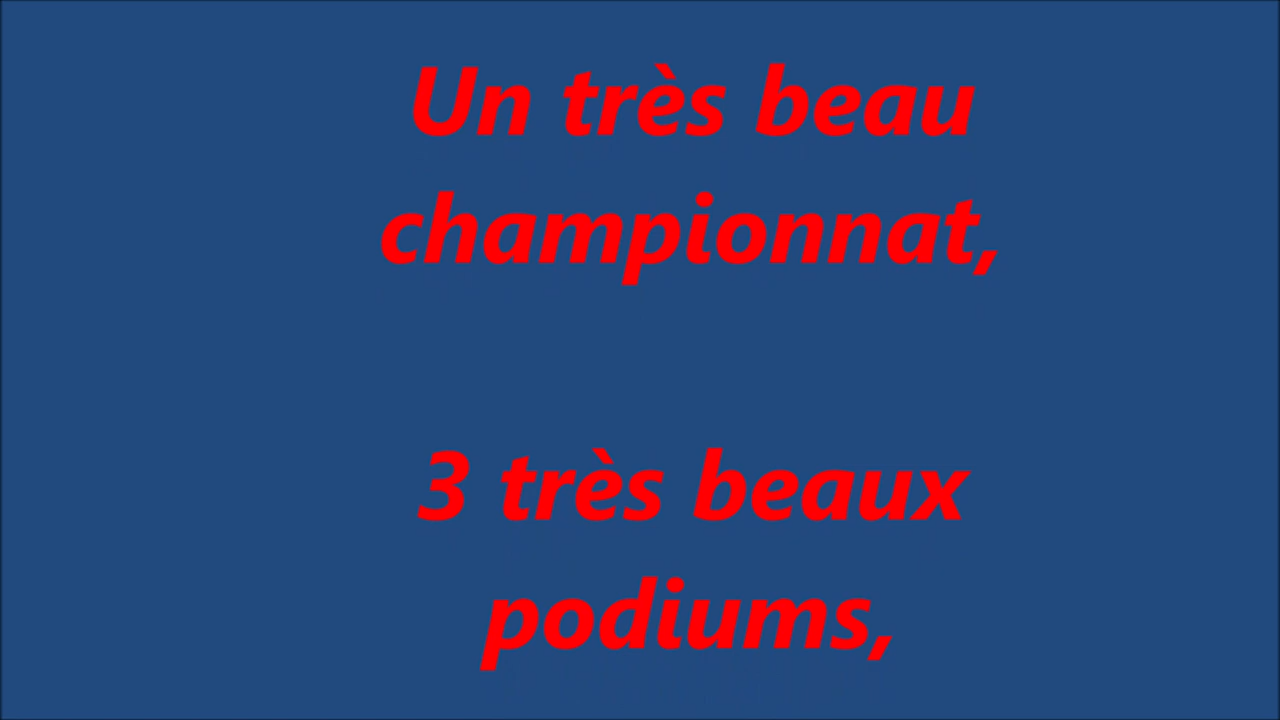 Un très beau
championnat,
3 très beaux
podiums,